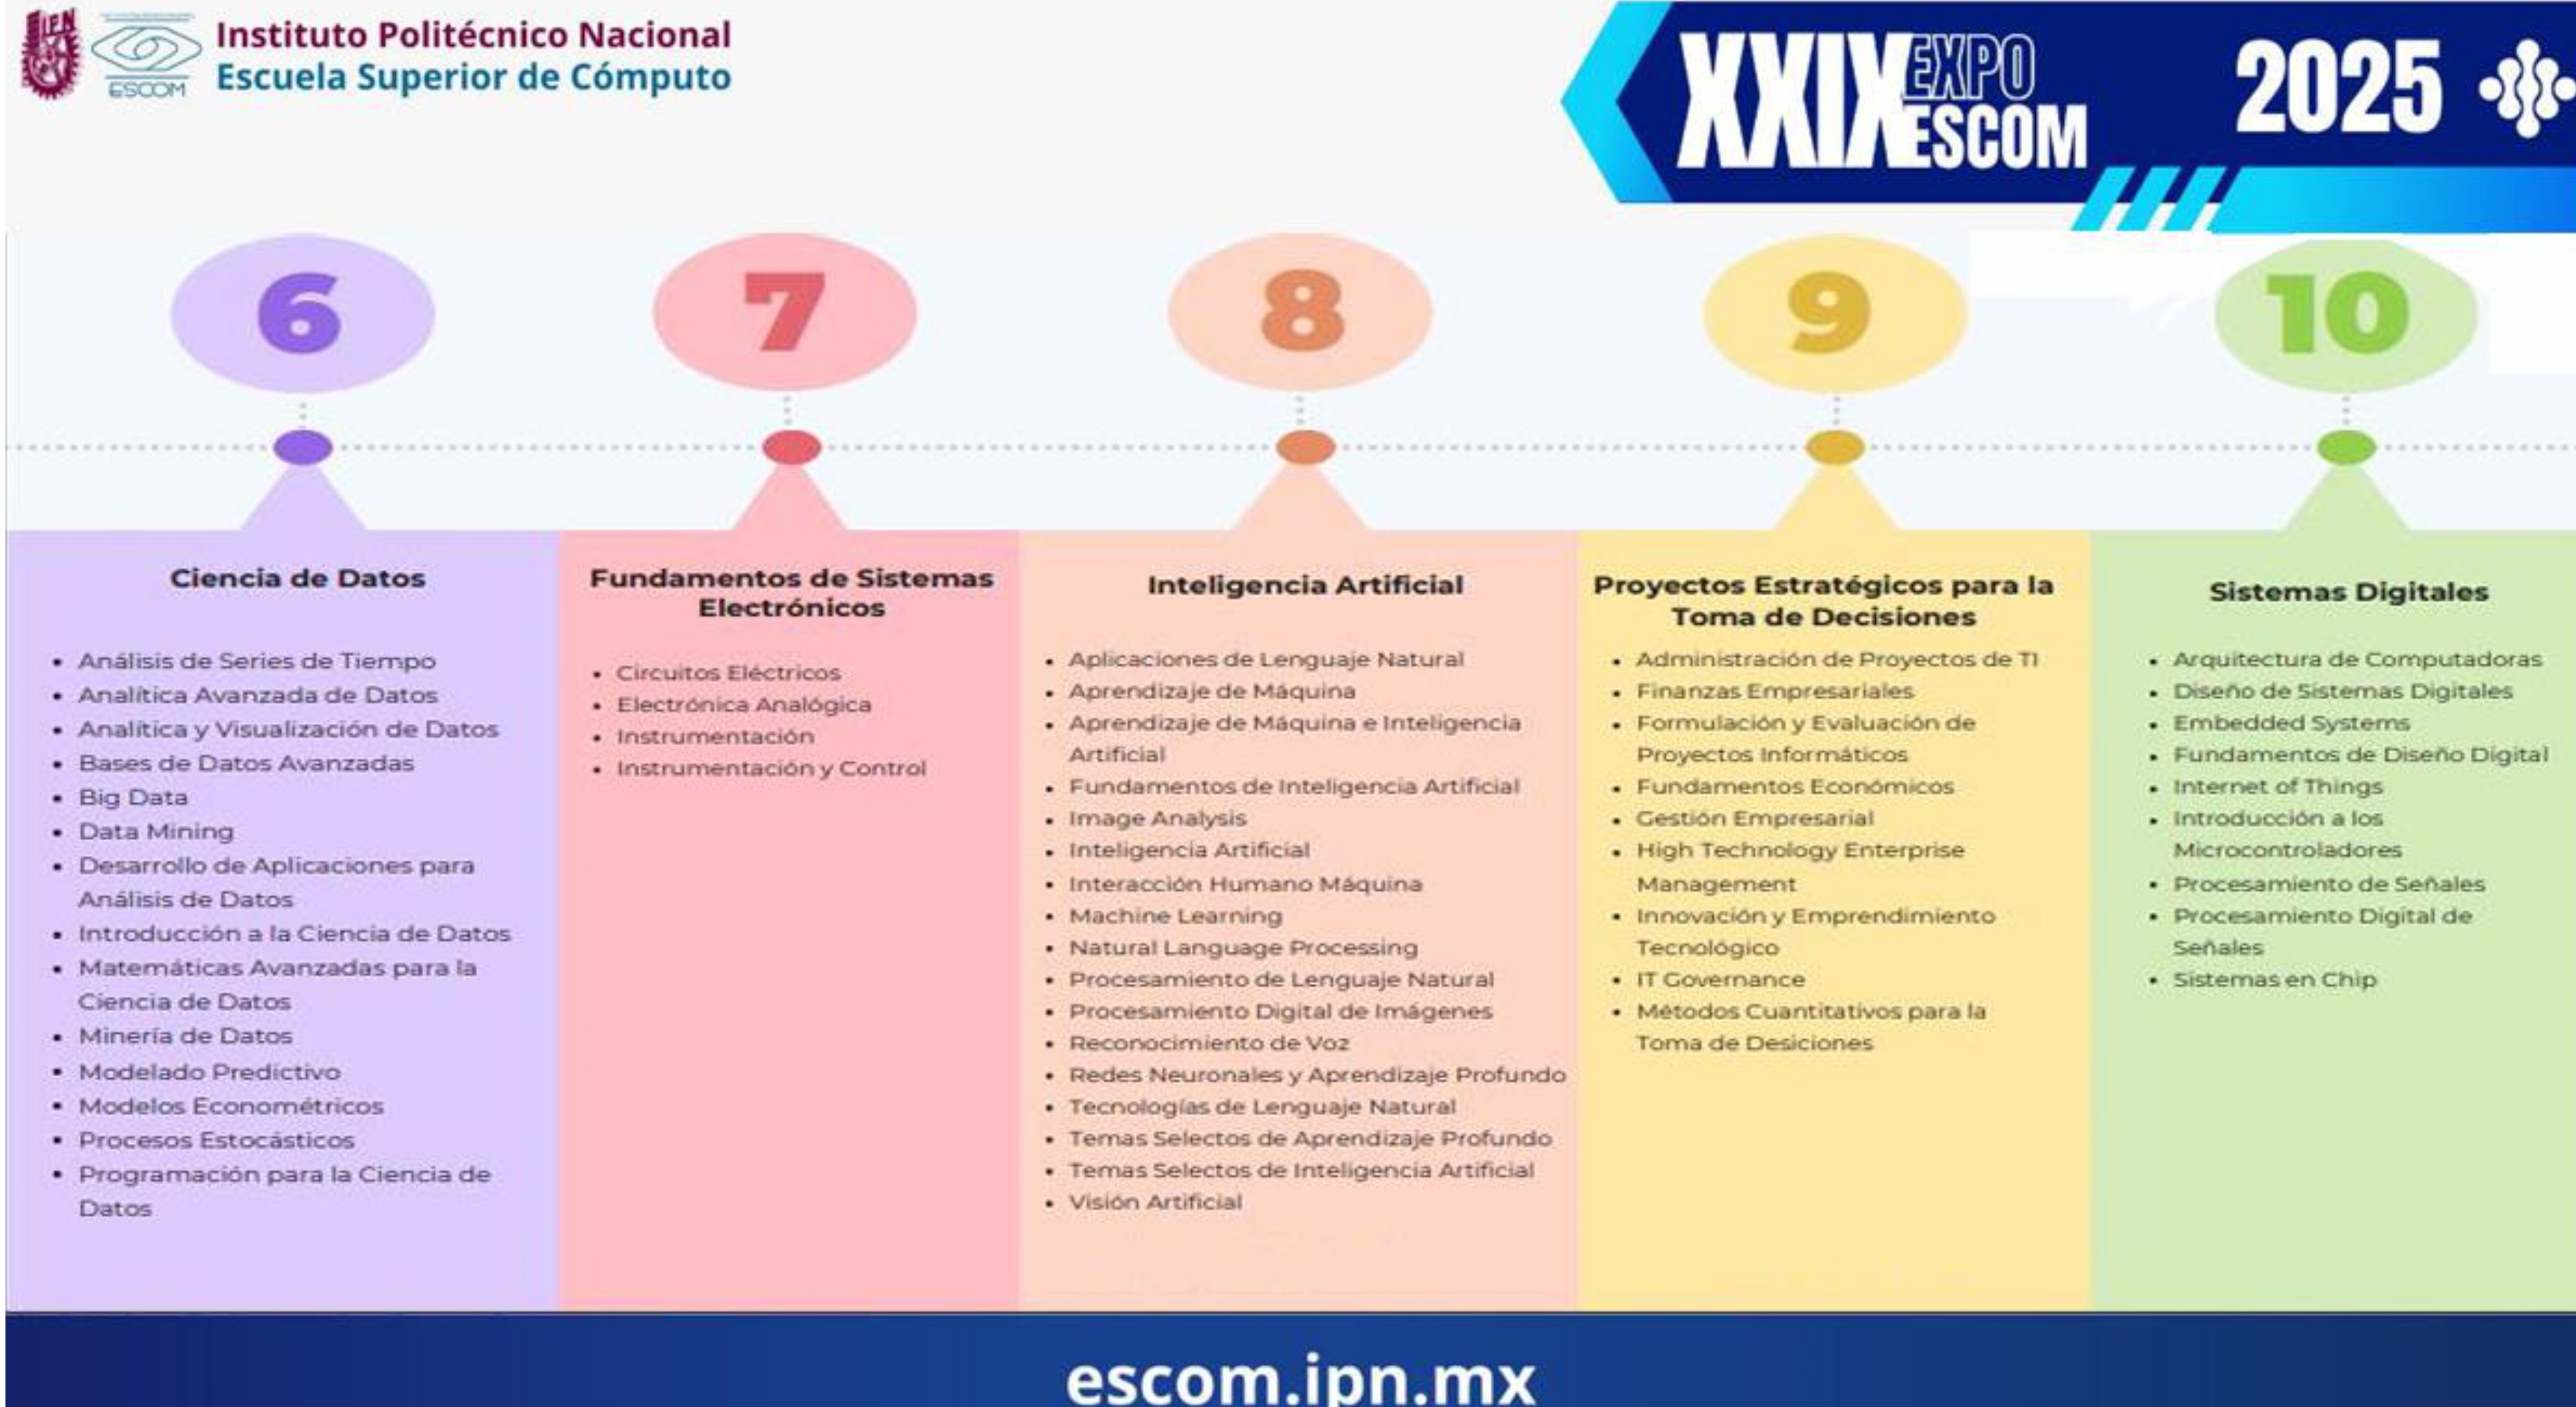 IPN
ESCOM
Instituto Politécnico Nacional
Escuela Superior de Cómputo
XXIX
EXPO
ESCOM
2025
6
Ciencia de Datos
• Análisis de Series de Tiempo
• Analítica Avanzada de Datos
• Analítica y Visualización de Datos
• Bases de Datos Avanzadas
• Big Data
• Data Mining
• Desarrollo de Aplicaciones para
Análisis de Datos
• Introducción a la Ciencia de Datos
• Matemáticas Avanzadas para la
Ciencia de Datos
• Minería de Datos
• Modelado Predictivo
• Modelos Econométricos
• Procesos Estocásticos
• Programación para la Ciencia de
Datos
7
Fundamentos de Sistemas
Electrónicos
• Circuitos Eléctricos
• Electrónica Analógica
• Instrumentación
• Instrumentación y Control
8
Inteligencia Artificial
• Aplicaciones de Lenguaje Natural
• Aprendizaje de Máquina
• Aprendizaje de Máquina e Inteligencia
Artificial
• Fundamentos de Inteligencia Artificial
• Image Analysis
• Inteligencia Artificial
• Interacción Humano Máquina
• Machine Learning
• Natural Language Processing
• Procesamiento de Lenguaje Natural
• Procesamiento Digital de Imágenes
• Reconocimiento de Voz
• Redes Neuronales y Aprendizaje Profundo
• Tecnologías de Lenguaje Natural
• Temas Selectos de Aprendizaje Profundo
• Temas Selectos de Inteligencia Artificial
• Visión Artificial
9
Proyectos Estratégicos para la
Toma de Decisiones
• Administración de Proyectos de TI
• Finanzas Empresariales
• Formulación y Evaluación de
Proyectos Informáticos
• Fundamentos Económicos
• Gestión Empresarial
• High Technology Enterprise
Management
• Innovación y Emprendimiento
Tecnológico
• IT Governance
• Métodos Cuantitativos para la
Toma de Desiciones
10
Sistemas Digitales
• Arquitectura de Computadoras
• Diseño de Sistemas Digitales
• Embedded Systems
• Fundamentos de Diseño Digital
• Internet of Things
• Introducción a los
Microcontroladores
• Procesamiento de Señales
• Procesamiento Digital de
Señales
• Sistemas en Chip
escom.ipn.mx